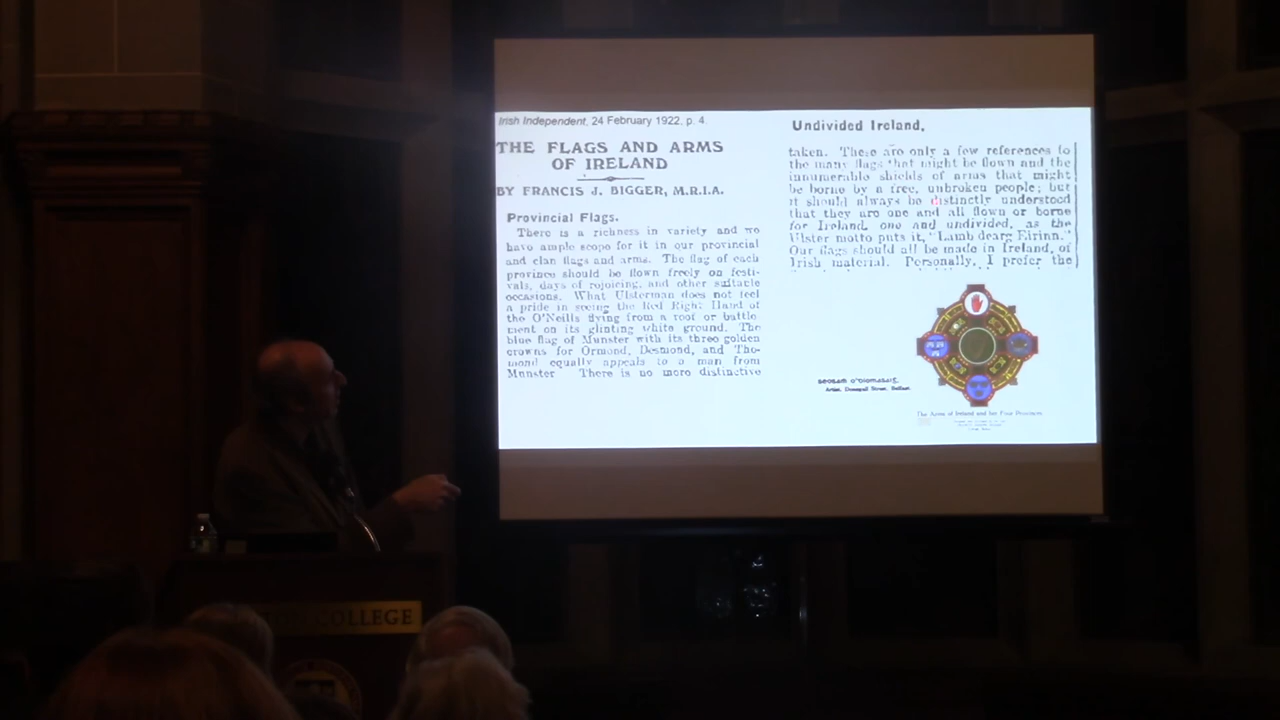 Irish Independent, 24 February 1922, p. 4.
THE FLAGS AND ARMS
OF IRELAND
BY FRANCIS J. BIGGER, M.R.I.A.
Provincial Flags.
There is a richness in variety and we
have ample scope for it in our provincial
and clan flags and arms. The flag of each
province should be flown freely on festi-
vals, days of rejoicing, and other suitable
occasions. What Ulsterman does not feel
a pride in seeing the Red Right Hand of
the O'Neills flying from a roof or battle
ment on its glinting white ground. The
blue flag of Munster with its three golden
crowns for Ormond, Desmond, and Tho-
mond equally appeals to a man from
Munster There is no more distinctive
Undivided Ireland,
taken. These are only a few references to
the many flags that might be flown and the
innumerable shields of arms that might
be borne by a free, unbroken people; but
it should always be distinctly understood
that they are one and all flown or borne
for Ireland, one and undivided, as the
Ulster motto puts it, "Lamb dearg Eirinn."
Our flags should all be made in Ireland, of
Irish material. Personally, I prefer the
Artist, Donegall Street, Belfast.
The Arms of Ireland and her Four Provinces
COLLEGE